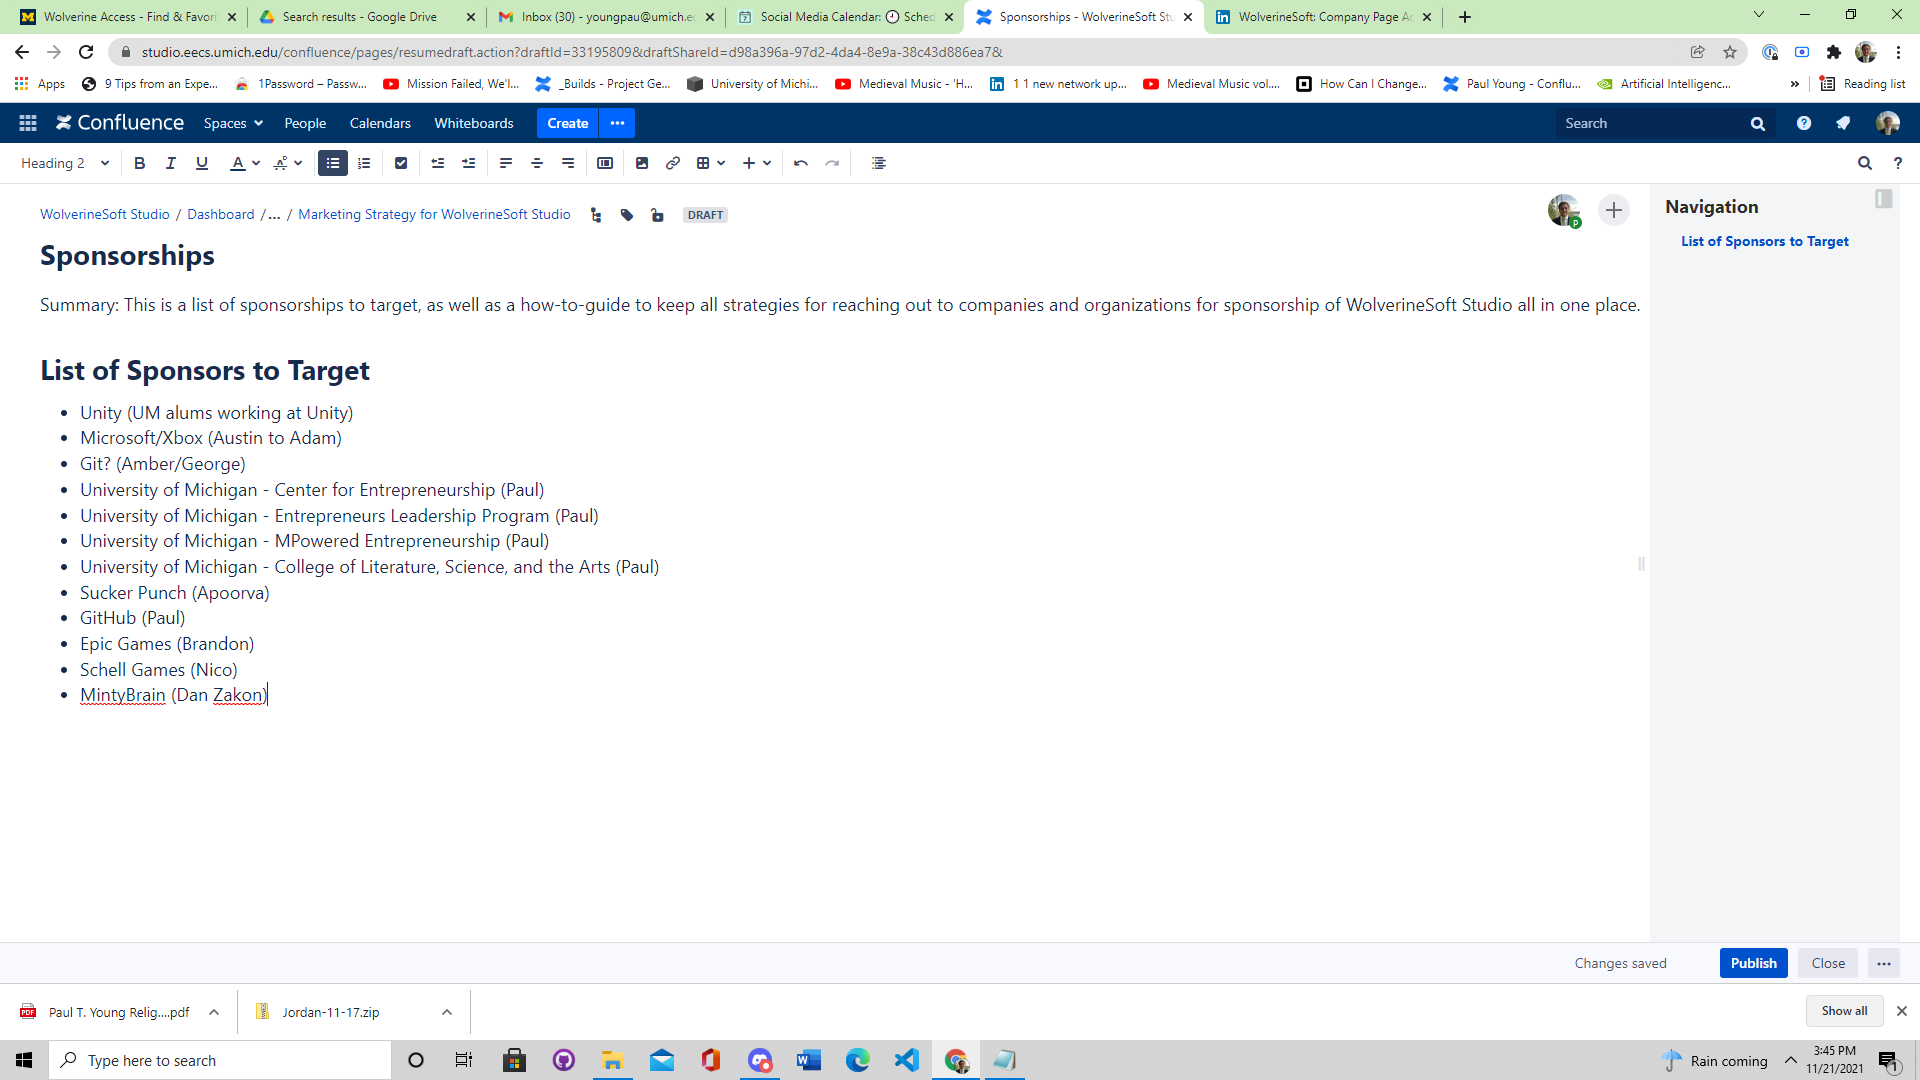 Wolverine Access - Find & Favori
Search results - Google Drive
Inbox (30) - youngpau@umich.ed
Social Media Calendar: Sched
Sponsorships - WolverineSoft Stu
WolverineSoft: Company Page Ad
studio.eecs.umich.edu/confluence/pages/resumedraft.action?draftId=33195809&draftShareId=d98a396a-97d2-4da4-8e9a-38c43d886ea7&
Apps
9 Tips from an Expe...
1Password – Passw...
Mission Failed, We'l...
_Builds - Project Ge...
University of Michi...
Medieval Music - 'H...
1 1 new network up...
Medieval Music vol....
How Can I Change...
Paul Young - Conflu...
Artificial Intelligenc...
»
Reading list
Confluence
Spaces
People
Calendars
Whiteboards
Create
Search
Heading 2
WolverineSoft Studio / Dashboard /... / Marketing Strategy for WolverineSoft Studio
DRAFT
Sponsorships
Summary: This is a list of sponsorships to target, as well as a how-to-guide to keep all strategies for reaching out to companies and organizations for sponsorship of WolverineSoft Studio all in one place.
List of Sponsors to Target
• Unity (UM alums working at Unity)
• Microsoft/Xbox (Austin to Adam)
• Git? (Amber/George)
• University of Michigan - Center for Entrepreneurship (Paul)
• University of Michigan - Entrepreneurs Leadership Program (Paul)
• University of Michigan - MPowered Entrepreneurship (Paul)
• University of Michigan - College of Literature, Science, and the Arts (Paul)
• Sucker Punch (Apoorva)
• GitHub (Paul)
• Epic Games (Brandon)
• Schell Games (Nico)
• MintyBrain (Dan Zakon)
Navigation
List of Sponsors to Target
Changes saved
Publish
Close
Paul T. Young Relig....pdf
Jordan-11-17.zip
Show all
Type here to search
Rain coming
3:45 PM
11/21/2021
1